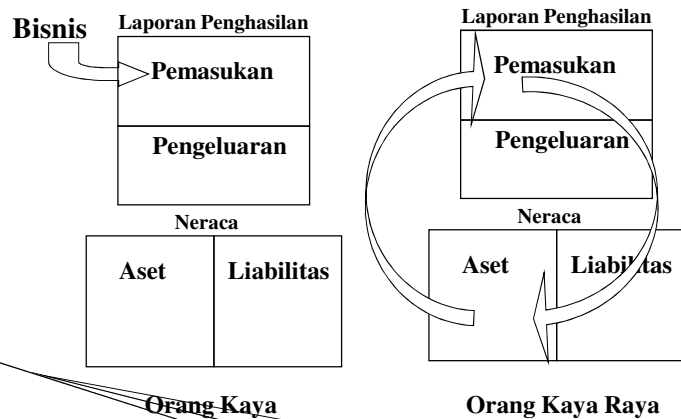 Bisnis
Laporan Penghasilan
Pemasukan
Pengeluaran
Neraca
Aset
Liabilitas
Orang Kaya
Laporan Penghasilan
Pemasukan
Pengeluaran
Neraca
Aset
Liabilitas
Orang Kaya Raya